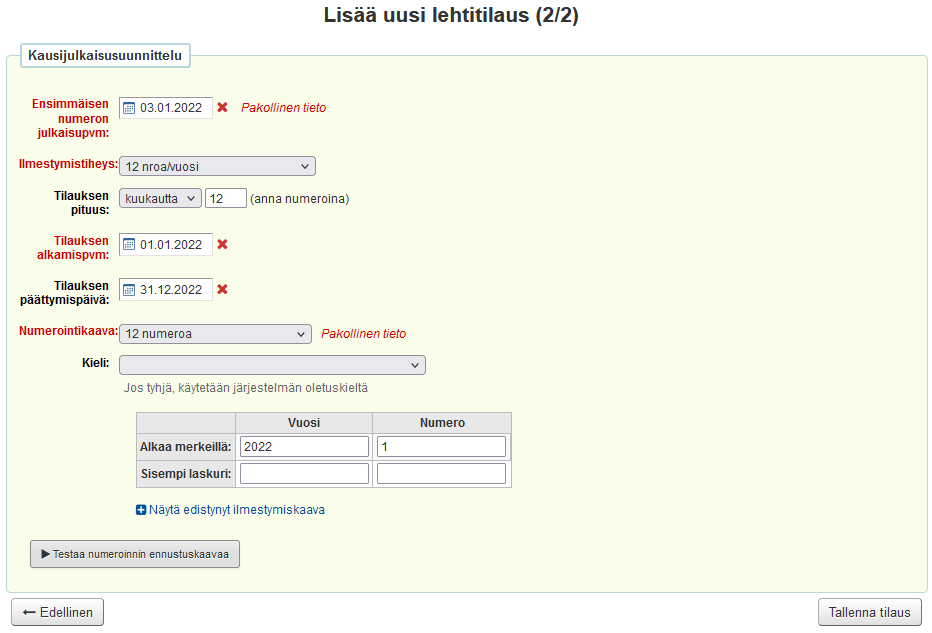 Lisää uusi lehtitilaus (2/2)
Kausijulkaisusuunnittelu
Ensimmäisen
numeron
julkaisupvm:
03.01.2022
Pakollinen tieto
Ilmestymistiheys:
12 nroa/vuosi
Tilauksen
pituus:
kuukautta
12
(anna numeroina)
Tilauksen
alkamispvm:
01.01.2022
Tilauksen
päättymispäivä:
31.12.2022
Numerointikaava:
12 numeroa
Pakollinen tieto
Kieli:
Jos tyhjä, käytetään järjestelmän oletuskieltä
Vuosi Numero
Alkaa merkeillä: 2022 1
Sisempi laskuri:
Näytä edistynyt ilmestymiskaava
Testaa numeroinnin ennustuskaavaa
Edellinen
Tallenna tilaus